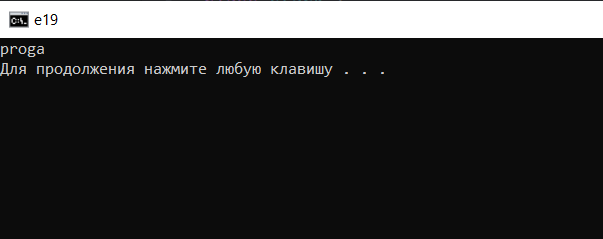 e19
proga
Для продолжения нажмите любую клавишу . . .